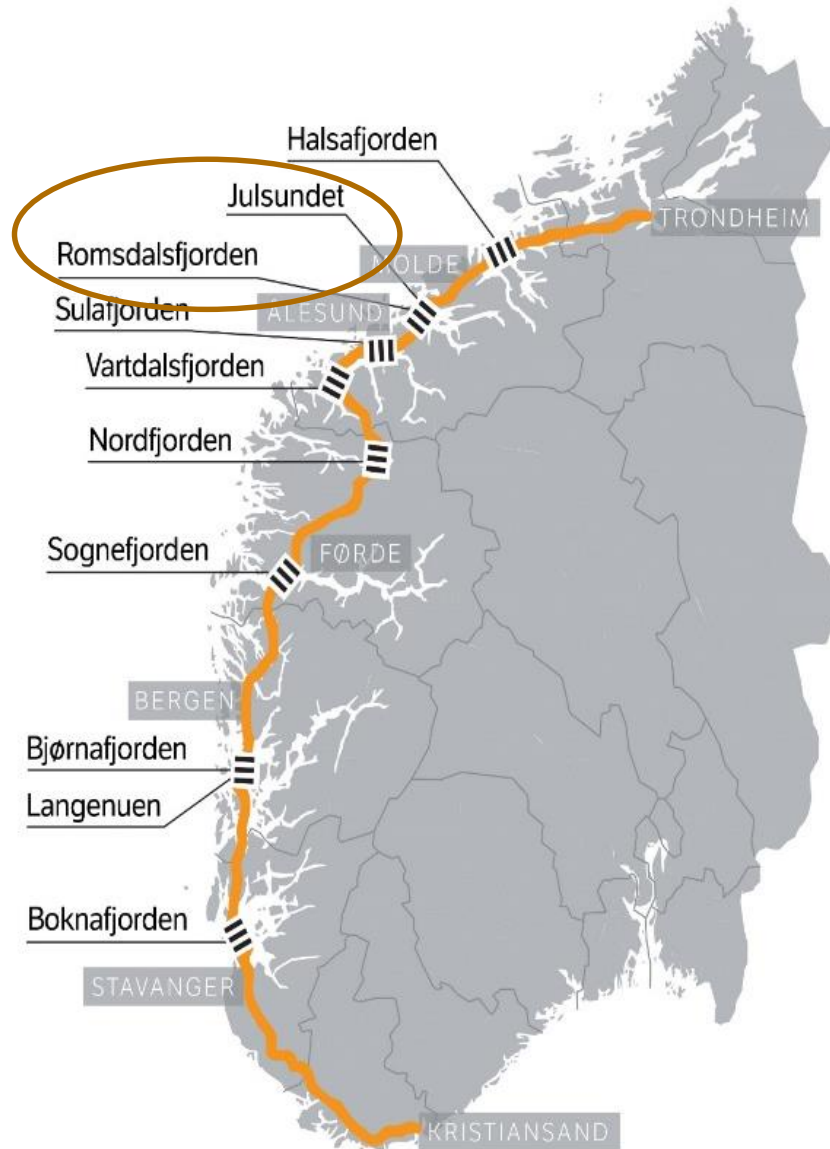 Halsafjorden
Julsundet
TRONDHEIM
MOLDE
Romsdalsfjorden
Sulafjorden
ÅLESUND
Vartdalsfjorden
Nordfjorden
Sognefjorden
FØRDE
BERGEN
Bjørnafjorden
Langenuen
Boknafjorden
STAVANGER
KRISTIANSAND